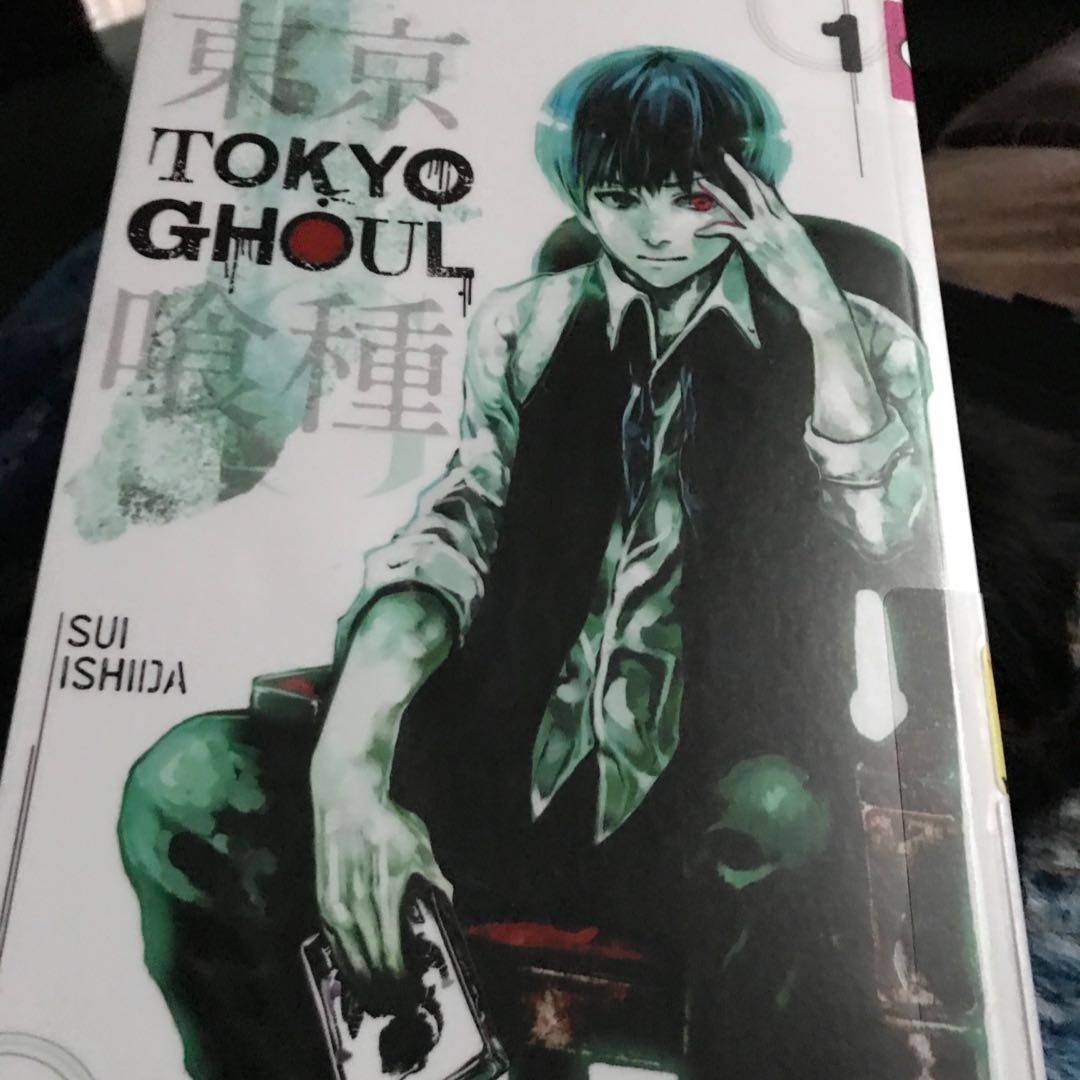 東京
TOKYO
GHOUL
喰種
1
SUI
ISHIDA